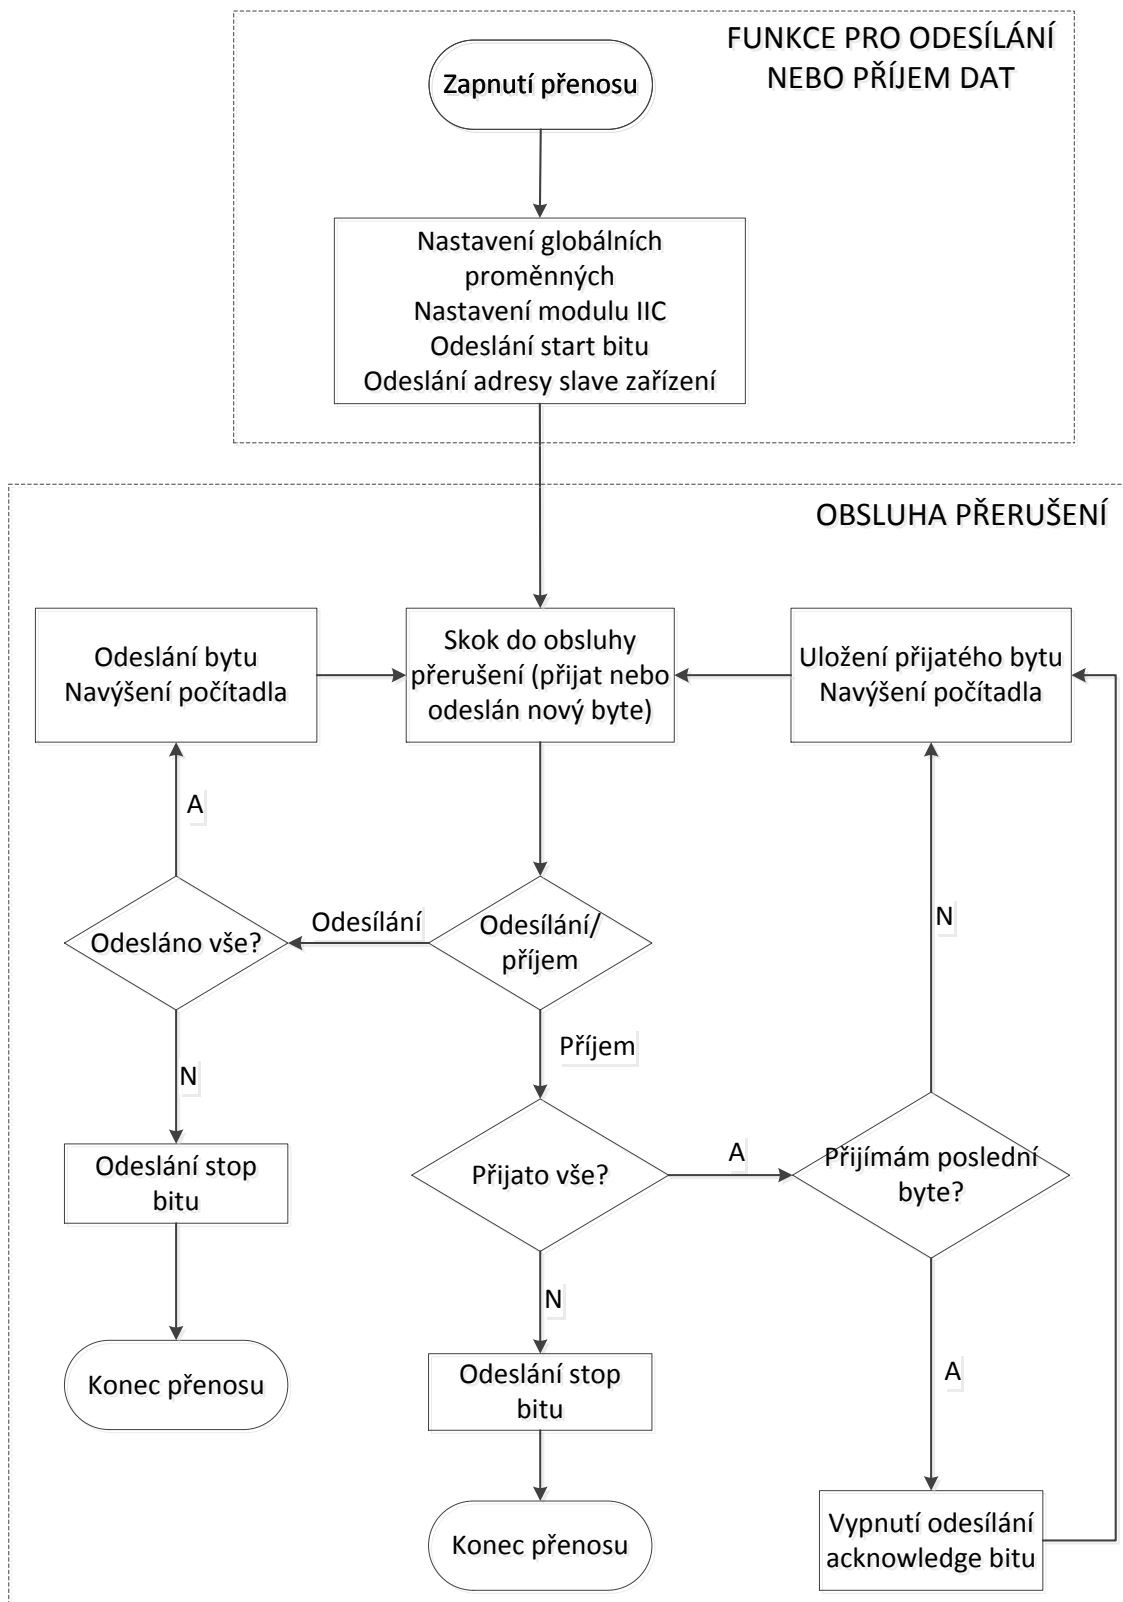 FUNKCE PRO ODESÍLÁNÍ
NEBO PŘÍJEM DAT
Zapnutí přenosu
Nastavení globálních
proměnných
Nastavení modulu IIC
Odeslání start bitu
Odeslání adresy slave zařízení
OBSLUHA PŘERUŠENÍ
Odeslání bytu
Navýšení počítadla
Skok do obsluhy
přerušení (přijat nebo
odeslán nový byte)
Uložení přijatého bytu
Navýšení počítadla
A
N
Odesláno vše?
Odesílání
Odesílání/
příjem
Příjem
N
Odeslání stop
bitu
Přijato vše?
A
Přijímám poslední
byte?
N
A
Konec přenosu
Odeslání stop
bitu
Konec přenosu
Vypnutí odesílání
acknowledge bitu